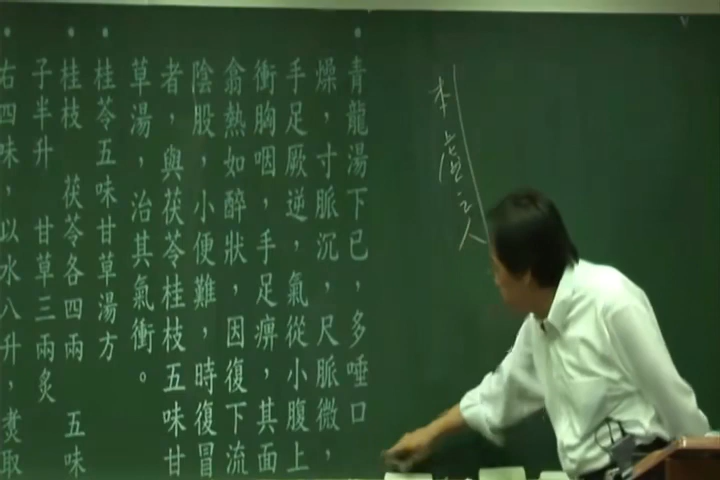 本虛之人
青龍湯下已，多唾口
燥，寸脈沉，尺脈微，
手足厥逆，氣從小腹上
衝胸咽，手足痹，其面
翕熱如醉狀，因復下流
陰股，小便難，時復冒
者，與茯苓桂枝五味甘
草湯，治其氣衝。
桂苓五味甘草湯方
桂枝　茯苓各四兩　五味
子半升　甘草三兩炙
右四味，以水八升，煮取